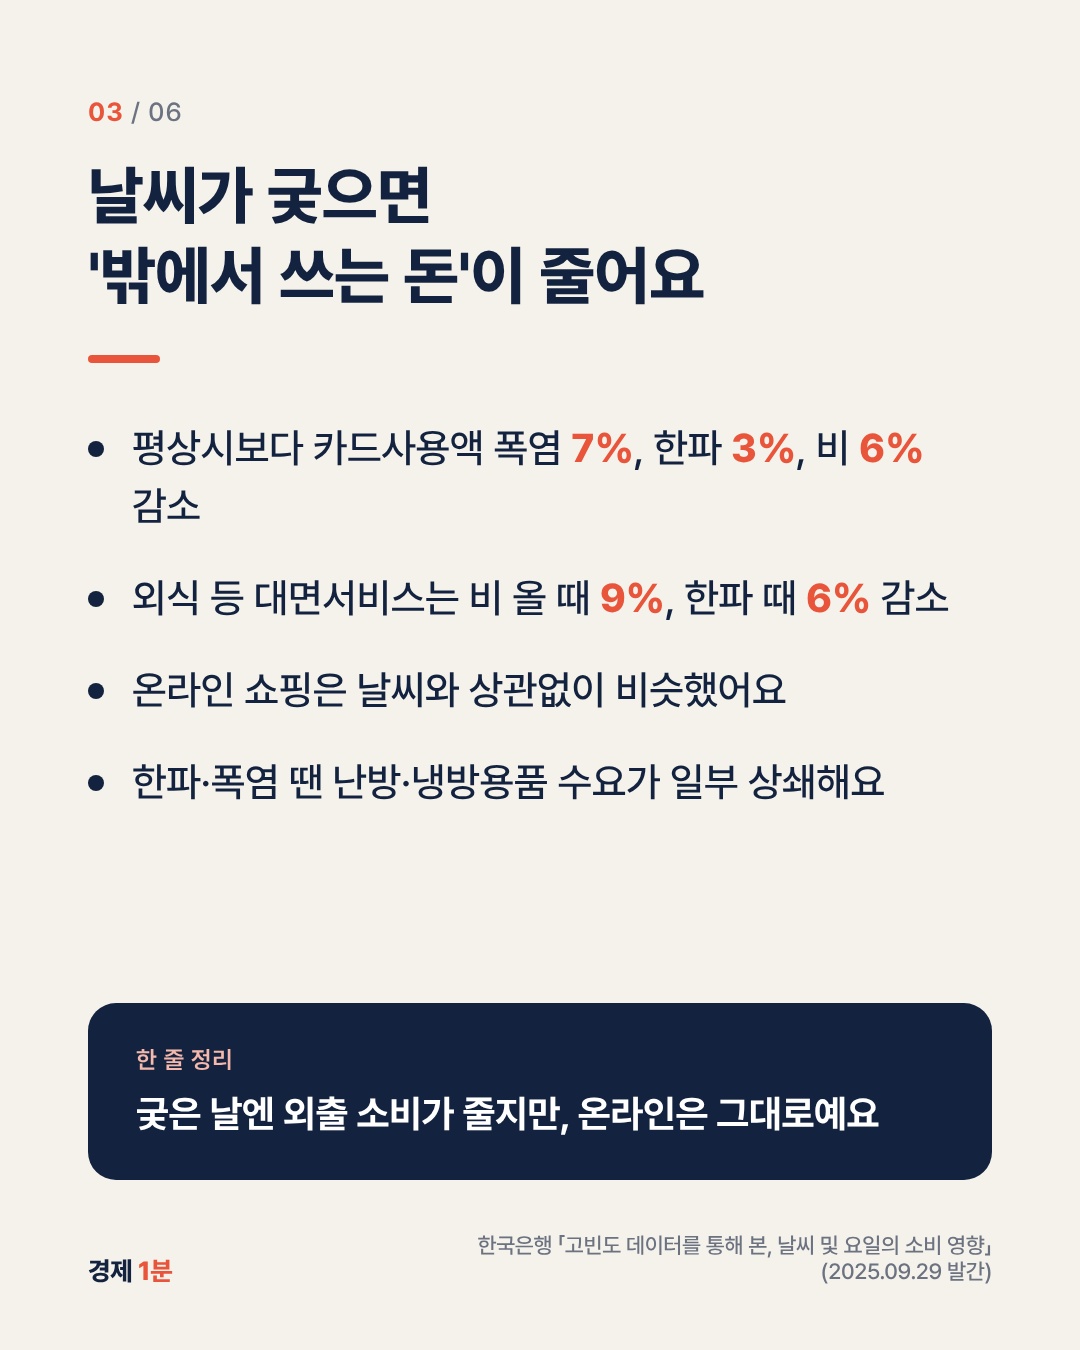 03 / 06
날씨가 궂으면
'밖에서 쓰는 돈'이 줄어요
평상시보다 카드사용액 폭염 7%, 한파 3%, 비 6%
감소
외식 등 대면서비스는 비 올 때 9%, 한파 때 6% 감소
온라인 쇼핑은 날씨와 상관없이 비슷했어요
한파·폭염 땐 난방·냉방용품 수요가 일부 상쇄해요
한 줄 정리
궂은 날엔 외출 소비가 줄지만, 온라인은 그대로예요
경제 1분
한국은행 「고빈도 데이터를 통해 본, 날씨 및 요일의 소비 영향」
(2025.09.29 발간)